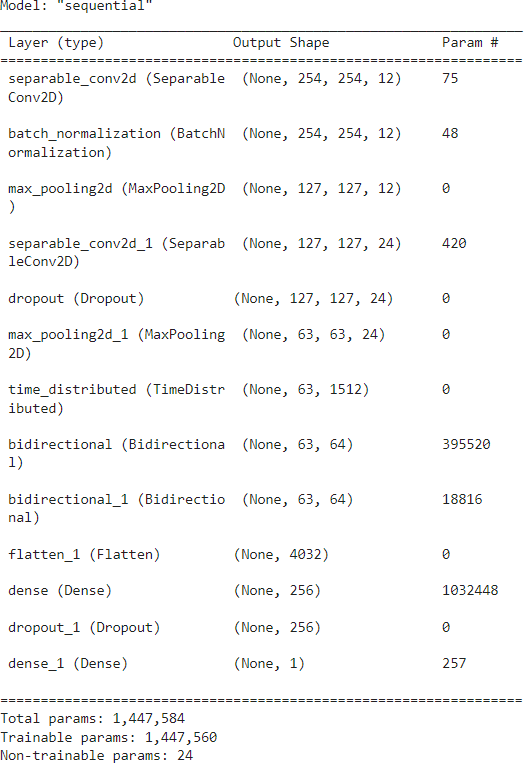 Model: "sequential"
_________________________________________________________________
Layer (type) Output Shape Param #
=================================================================
separable_conv2d (Separable (None, 254, 254, 12) 75
Conv2D)
batch_normalization (BatchN (None, 254, 254, 12) 48
ormalization)
max_pooling2d (MaxPooling2D (None, 127, 127, 12) 0
)
separable_conv2d_1 (Separab (None, 127, 127, 24) 420
leConv2D)
dropout (Dropout) (None, 127, 127, 24) 0
max_pooling2d_1 (MaxPooling (None, 63, 63, 24) 0
2D)
time_distributed (TimeDistr (None, 63, 1512) 0
ibuted)
bidirectional (Bidirectiona (None, 63, 64) 395520
l)
bidirectional_1 (Bidirectio (None, 63, 64) 18816
nal)
flatten_1 (Flatten) (None, 4032) 0
dense (Dense) (None, 256) 1032448
dropout_1 (Dropout) (None, 256) 0
dense_1 (Dense) (None, 1) 257
=================================================================
Total params: 1,447,584
Trainable params: 1,447,560
Non-trainable params: 24